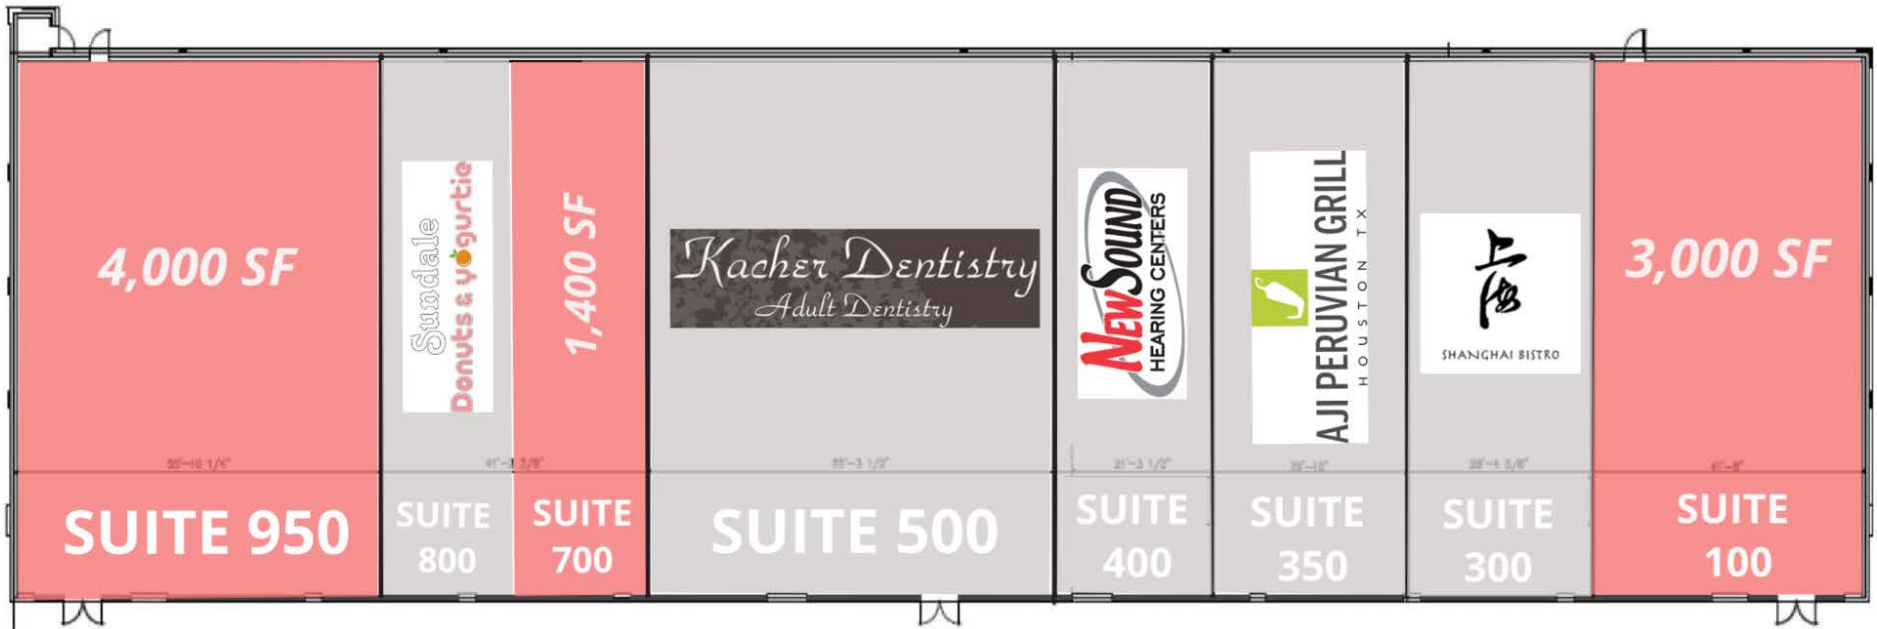 4,000 SF
Sundale
Donuts & yogurtie
1,400 SF
Kacher Dentistry
Adult Dentistry
NEWSOUND
HEARING CENTERS
AJI PERUVIAN GRILL
HOUSTON TX
上海
SHANGHAI BISTRO
3,000 SF
SUITE 950
SUITE
800
SUITE
700
SUITE 500
SUITE
400
SUITE
350
SUITE
300
SUITE
100